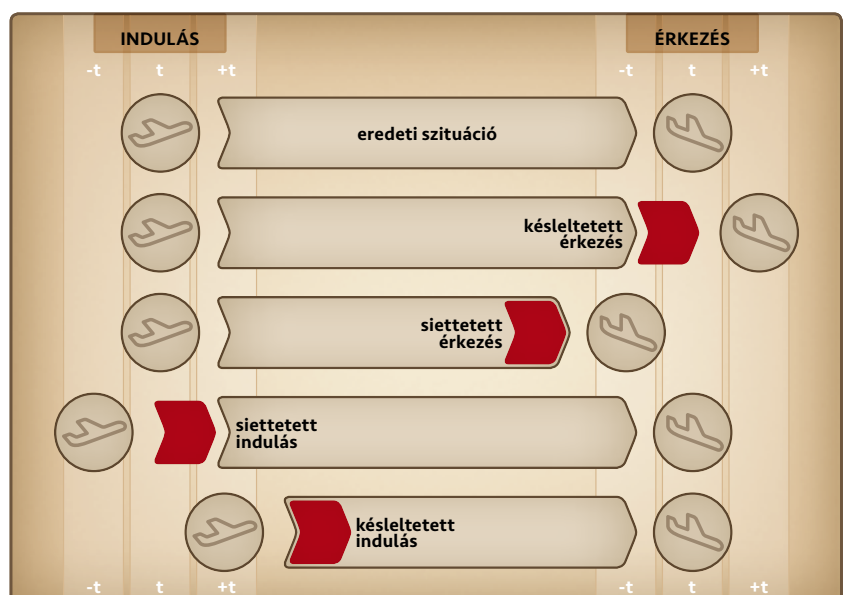 INDULÁS ÉRKEZÉS
-t t +t -t t +t
eredeti szituáció
késleltetett
érkezés
siettetett
érkezés
siettetett
indulás
késleltetett
indulás
-t t +t -t t +t